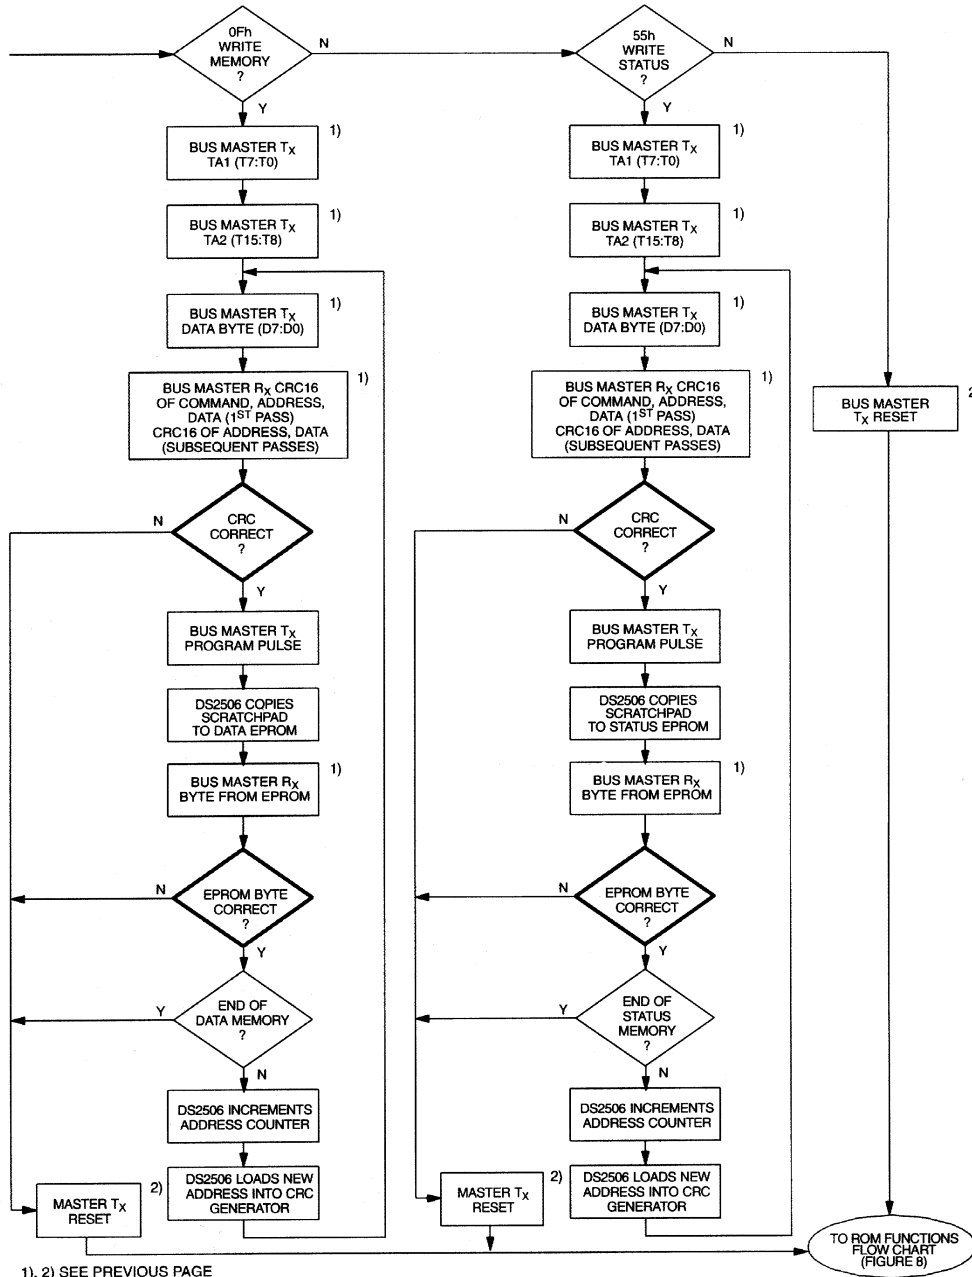 0Fh
WRITE
MEMORY
?
N
Y
1)
BUS MASTER TX
TA1 (T7:T0)
1)
BUS MASTER TX
TA2 (T15:T8)
1)
BUS MASTER TX
DATA BYTE (D7:D0)
1)
BUS MASTER RX CRC16
OF COMMAND, ADDRESS,
DATA (1ST PASS)
CRC16 OF ADDRESS, DATA
(SUBSEQUENT PASSES)
N
CRC
CORRECT
?
Y
BUS MASTER TX
PROGRAM PULSE
DS2506 COPIES
SCRATCHPAD
TO DATA EPROM
1)
BUS MASTER RX
BYTE FROM EPROM
N
EPROM BYTE
CORRECT
?
Y
Y
END OF
DATA MEMORY
?
N
DS2506 INCREMENTS
ADDRESS COUNTER
DS2506 LOADS NEW
ADDRESS INTO CRC
GENERATOR
2)
MASTER TX
RESET
55h
WRITE
STATUS
?
N
Y
1)
BUS MASTER TX
TA1 (T7:T0)
1)
BUS MASTER TX
TA2 (T15:T8)
1)
BUS MASTER TX
DATA BYTE (D7:D0)
1)
BUS MASTER RX CRC16
OF COMMAND, ADDRESS,
DATA (1ST PASS)
CRC16 OF ADDRESS, DATA
(SUBSEQUENT PASSES)
N
CRC
CORRECT
?
Y
BUS MASTER TX
PROGRAM PULSE
DS2506 COPIES
SCRATCHPAD
TO STATUS EPROM
1)
BUS MASTER RX
BYTE FROM EPROM
N
EPROM BYTE
CORRECT
?
Y
Y
END OF
STATUS
MEMORY
?
N
DS2506 INCREMENTS
ADDRESS COUNTER
DS2506 LOADS NEW
ADDRESS INTO CRC
GENERATOR
2)
MASTER TX
RESET
2
BUS MASTER
TX RESET
TO ROM FUNCTIONS
FLOW CHART
(FIGURE 8)
1), 2) SEE PREVIOUS PAGE